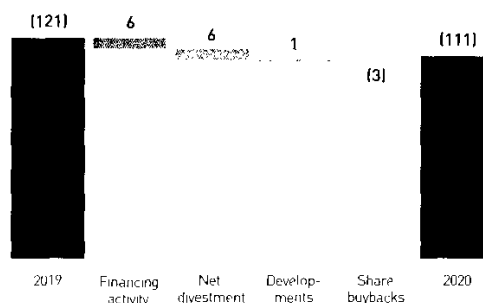 (121) 6 6 1 (3) (111)
2019 Financing activity Net divestment Develop-ments Share buybacks 2020